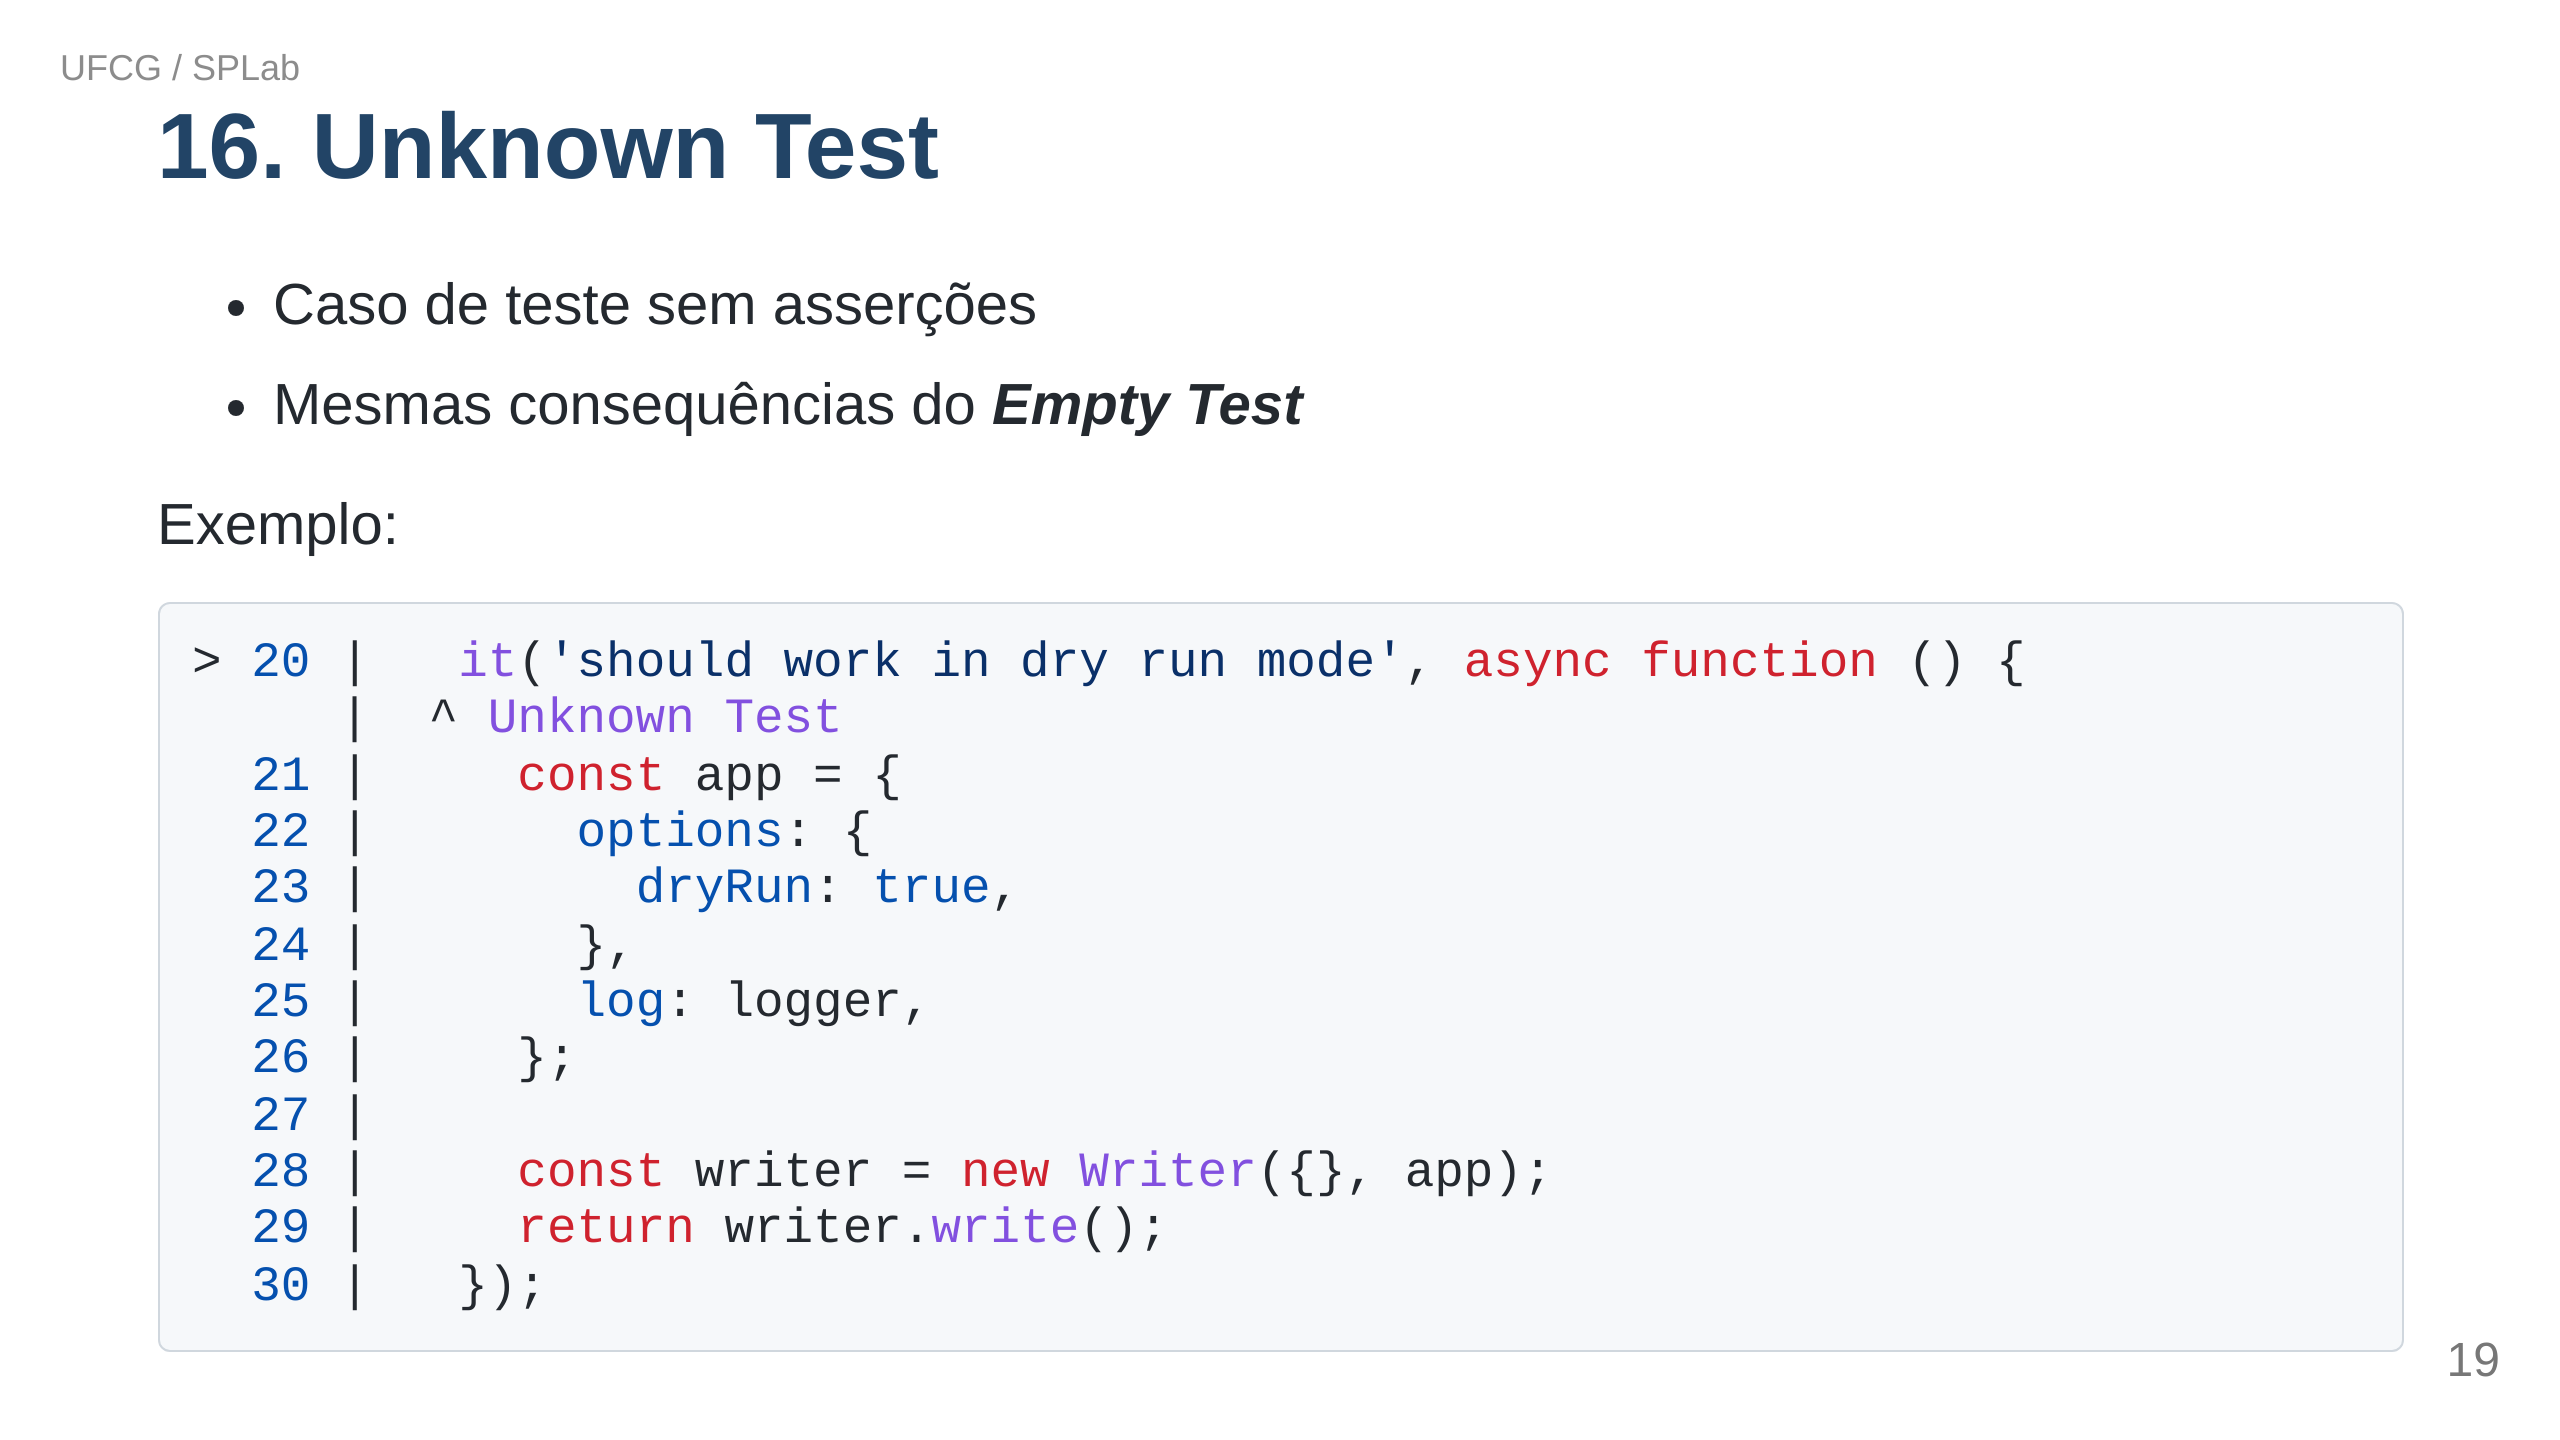 UFCG / SPLab
16. Unknown Test
• Caso de teste sem asserções
• Mesmas consequências do Empty Test
Exemplo:
> 20 |   it('should work in dry run mode', async function () {
     |  ^ Unknown Test
  21 |     const app = {
  22 |       options: {
  23 |         dryRun: true,
  24 |       },
  25 |       log: logger,
  26 |     };
  27 |
  28 |     const writer = new Writer({}, app);
  29 |     return writer.write();
  30 |   });
19